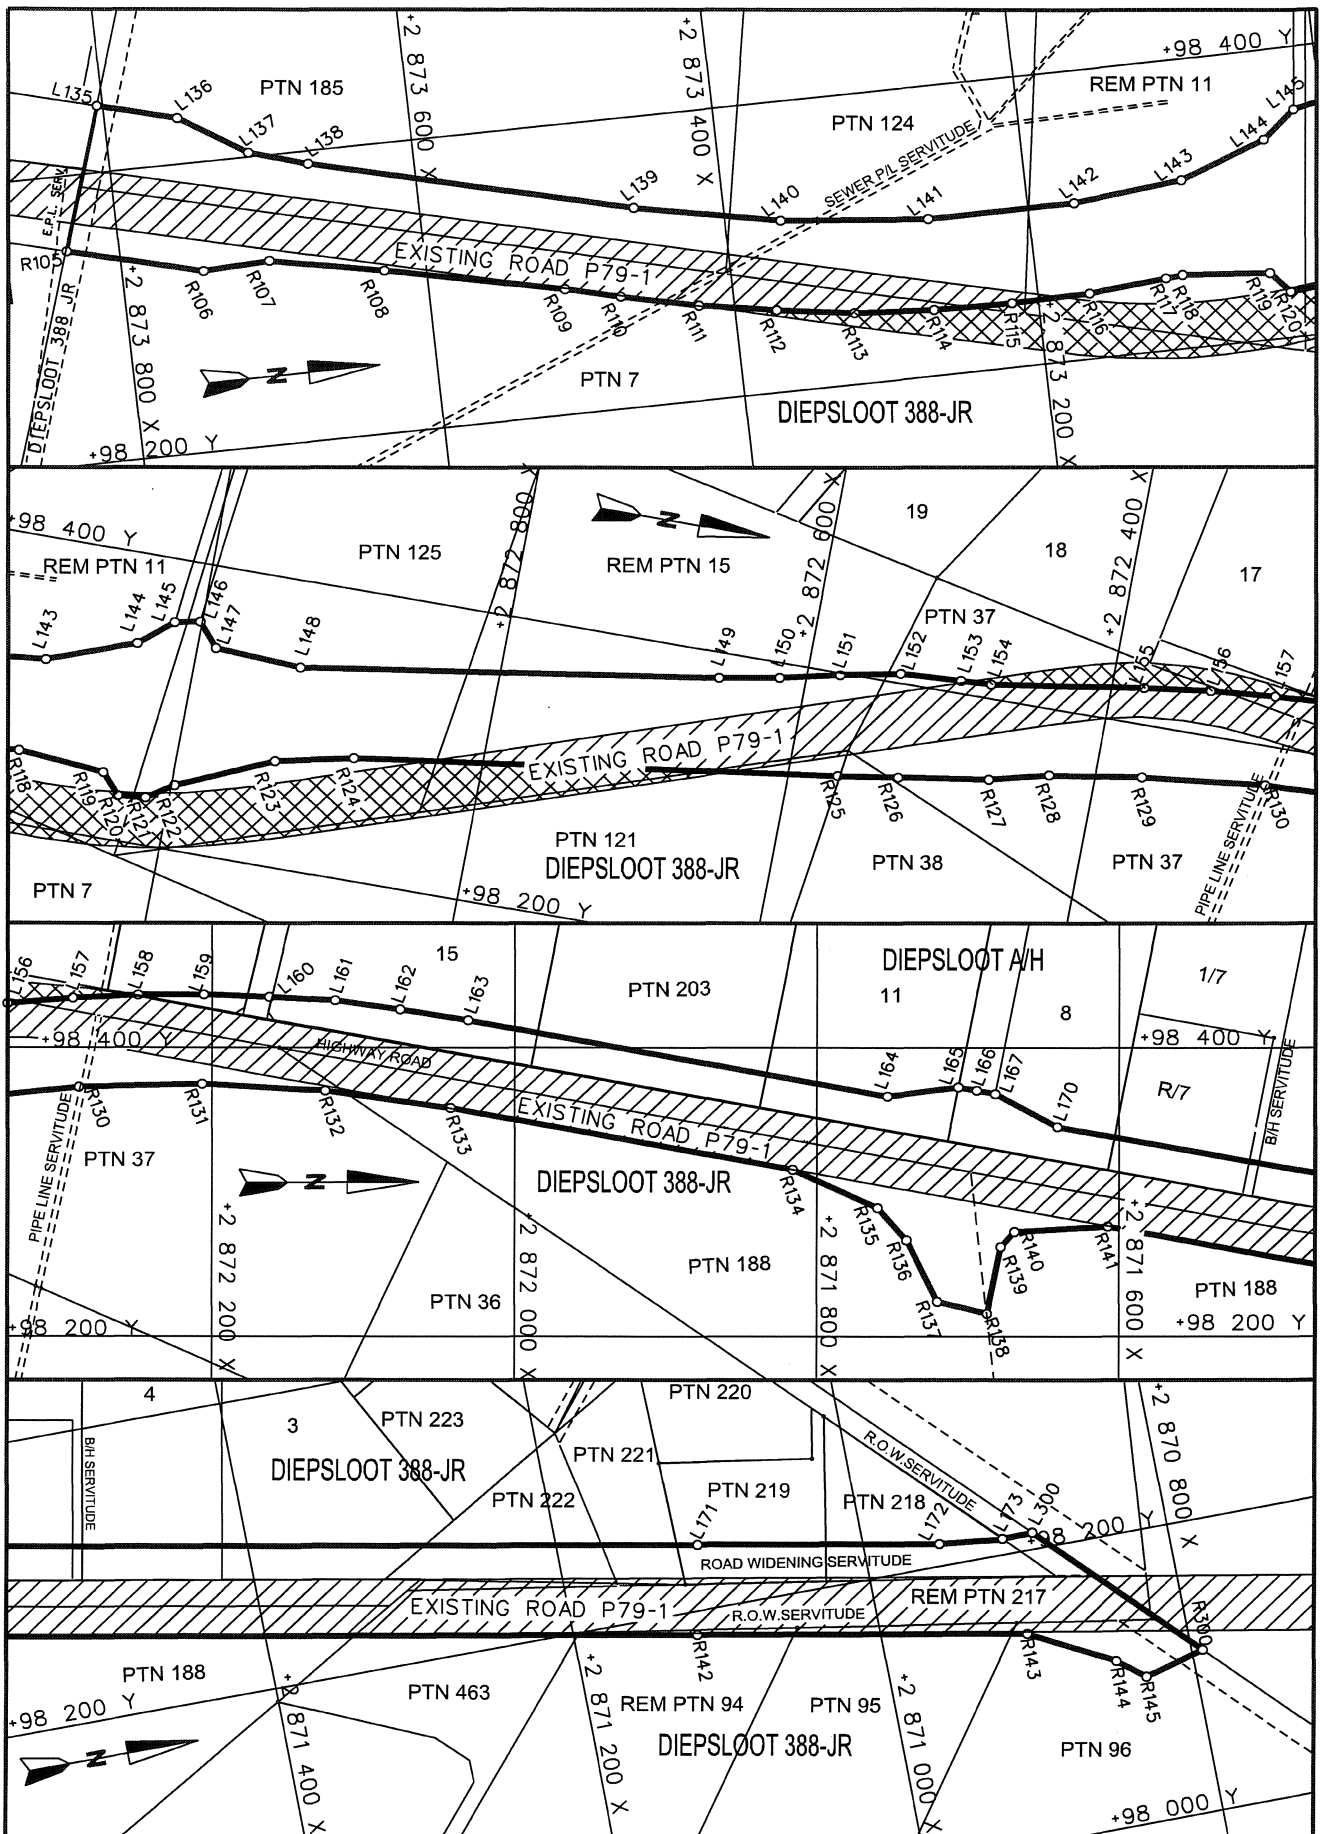 +2 873 600 X
+2 873 400 X
+98 400 Y
PTN 185
REM PTN 11
PTN 124
L135
L136
L137
L138
L139
L140
L141
L142
L143
L144
L145
SEWER P/L SERVITUDE
E.P.L. SERV.
EXISTING ROAD P79-1
R105
R106
R107
R108
R109
R110
R111
R112
R113
R114
R115
R116
R117
R118
R119
R120
N
DIEPSLOOT 388 JR
+2 873 800 X
+2 873 200 X
PTN 7
DIEPSLOOT 388-JR
+98 200 Y
+98 400 Y
REM PTN 11
PTN 125
+2 872 800 X
REM PTN 15
N
+2 872 600 X
19
18
+2 872 400 X
17
PTN 37
L143
L144
L145
L146
L147
L148
L149
L150
L151
L152
L153
L154
L155
L156
L157
EXISTING ROAD P79-1
R118
R119
R120
R121
R122
R123
R124
R125
R126
R127
R128
R129
R130
PTN 7
PTN 121
DIEPSLOOT 388-JR
PTN 38
PTN 37
PIPE LINE SERVITUDE
+98 200 Y
L156
L157
L158
L159
L160
L161
L162
L163
15
PTN 203
DIEPSLOOT A/H
11
8
1/7
+98 400 Y
HIGHWAY ROAD
+98 400 Y
L164
L165
L166
L167
L170
R/7
B/H SERVITUDE
EXISTING ROAD P79-1
R130
R131
R132
R133
R134
R135
R136
R137
R138
R139
R140
R141
PTN 37
PIPE LINE SERVITUDE
N
DIEPSLOOT 388-JR
+2 872 200 X
+2 872 000 X
+2 871 800 X
+2 871 600 X
PTN 36
PTN 188
PTN 188
+98 200 Y
+98 200 Y
4
3
PTN 223
PTN 220
PTN 221
DIEPSLOOT 388-JR
B/H SERVITUDE
PTN 222
PTN 219
PTN 218
R.O.W.SERVITUDE
+2 870 800 X
L171
L172
L173
L300
+98 200 Y
ROAD WIDENING SERVITUDE
EXISTING ROAD P79-1
R.O.W.SERVITUDE
REM PTN 217
R142
R143
R144
R145
R300
PTN 188
+98 200 Y
N
+2 871 400 X
PTN 463
+2 871 200 X
REM PTN 94
PTN 95
DIEPSLOOT 388-JR
+2 871 000 X
PTN 96
+98 000 Y